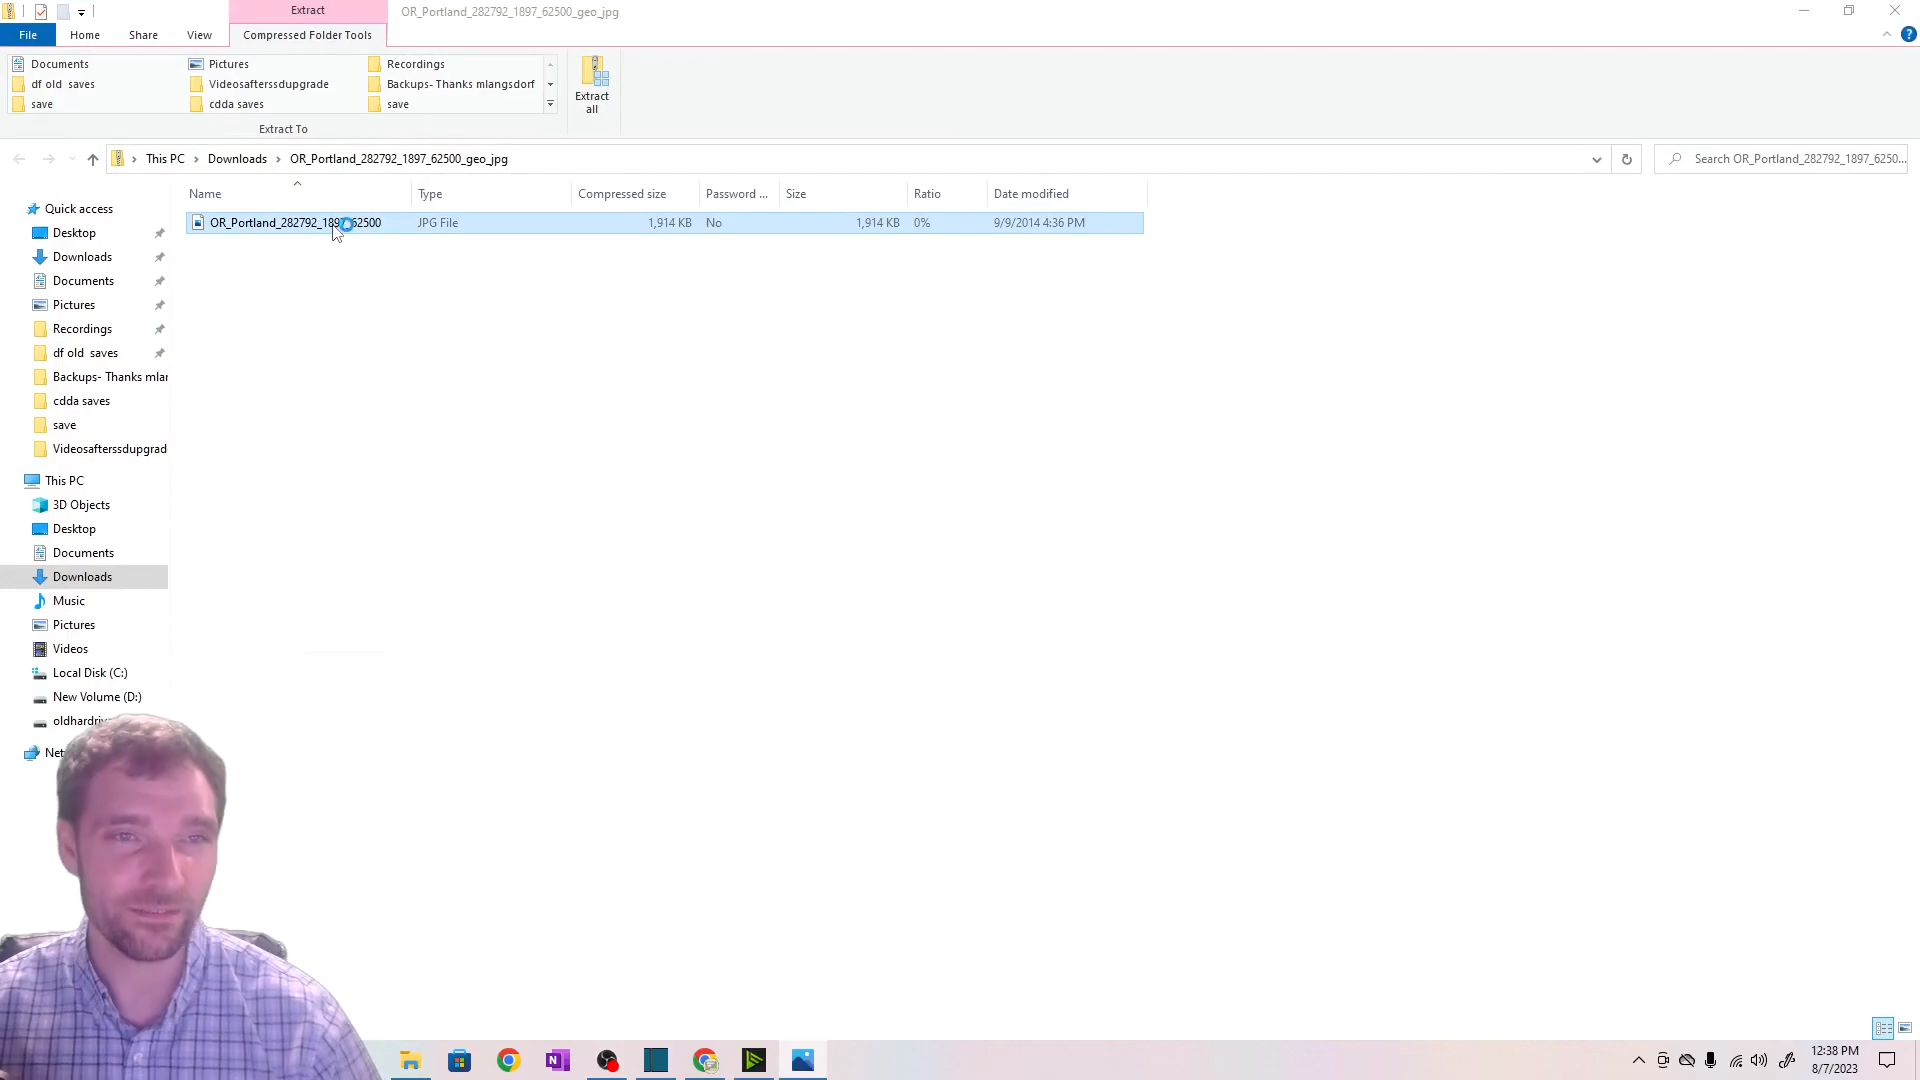 Extract
OR_Portland_282792_1897_62500_geo_jpg
File
Home
Share
View
Compressed Folder Tools
Documents
Pictures
Recordings
df old saves
Videosafterssdupgrade
Backups- Thanks mlangsdorf
save
cdda saves
save
Extract To
Extract
all
This PC
Downloads
OR_Portland_282792_1897_62500_geo_jpg
Search OR_Portland_282792_1897_6250...
Name
Type
Compressed size
Password ...
Size
Ratio
Date modified
OR_Portland_282792_1897_62500
JPG File
1,914 KB
No
1,914 KB
0%
9/9/2014 4:36 PM
Quick access
Desktop
Downloads
Documents
Pictures
Recordings
df old saves
Backups- Thanks mlan
cdda saves
save
Videosafterssdupgrad
This PC
3D Objects
Desktop
Documents
Downloads
Music
Pictures
Videos
Local Disk (C:)
New Volume (D:)
oldhardriv
Net
12:38 PM
8/7/2023